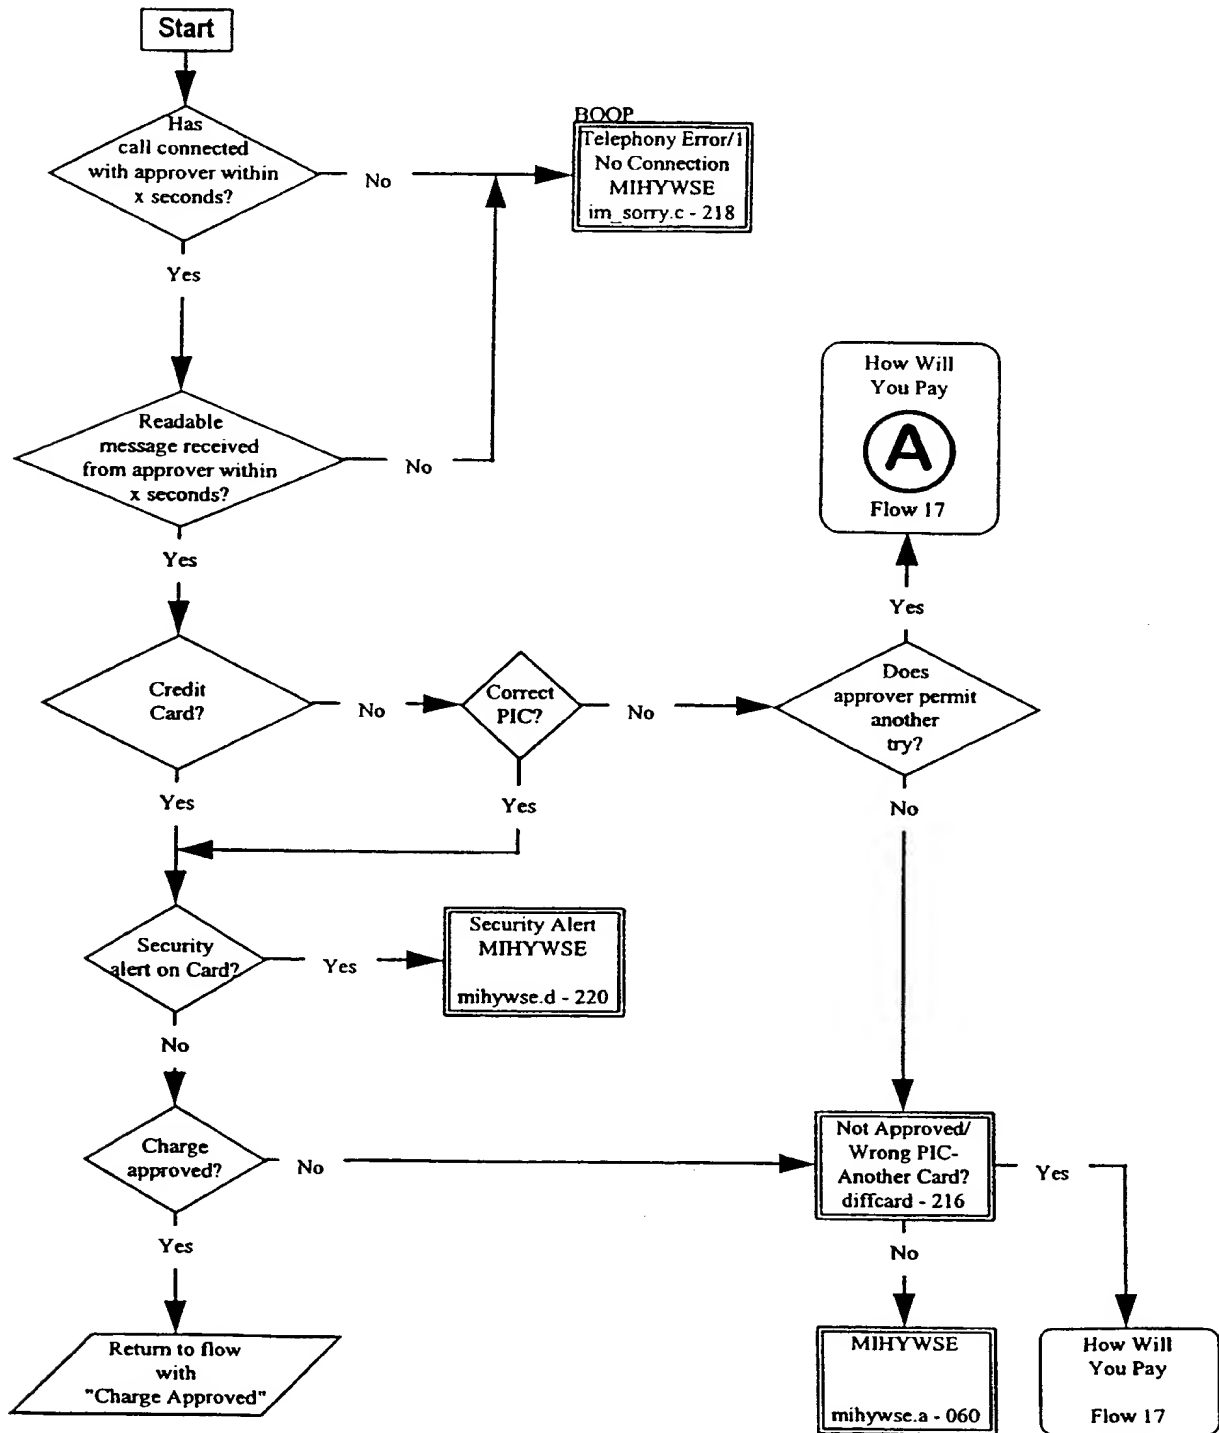 Start
Has
call connected
with approver within
x seconds?
No
BOOP
Telephony Error/1
No Connection
MIHYWSE
im_sorry.c - 218
Yes
Readable
message received
from approver within
x seconds?
No
How Will
You Pay
A
Flow 17
Yes
Yes
Credit
Card?
No
Correct
PIC?
No
Does
approver permit
another
try?
Yes
Yes
No
Security
alert on Card?
Yes
Security Alert
MIHYWSE
mihywse.d - 220
No
Charge
approved?
No
Not Approved/
Wrong PIC-
Another Card?
diffcard - 216
Yes
Yes
No
Return to flow
with
"Charge Approved"
MIHYWSE
mihywse.a - 060
How Will
You Pay
Flow 17